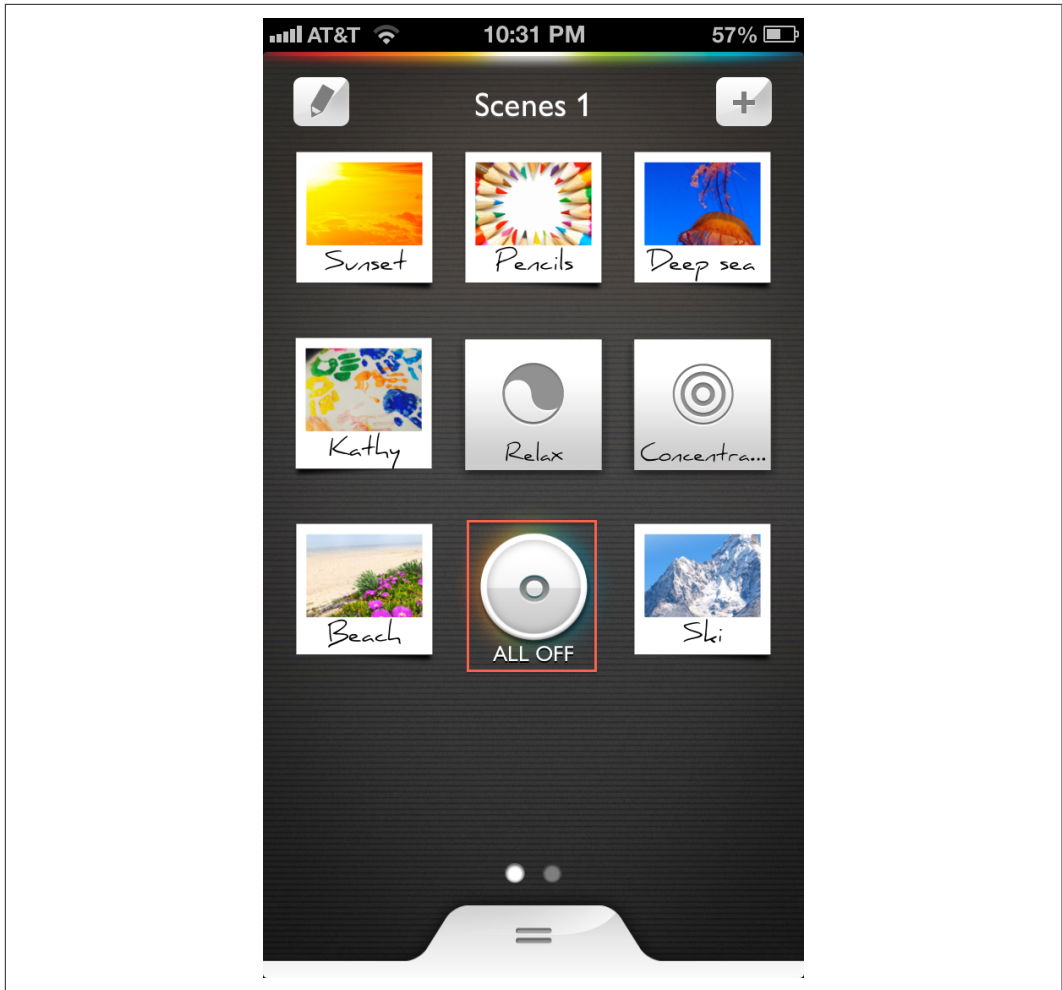 AT&T 10:31 PM 57%
Scenes 1
Sunset Pencils Deep sea
Kathy Relax Concentra...
Beach ALL OFF Ski